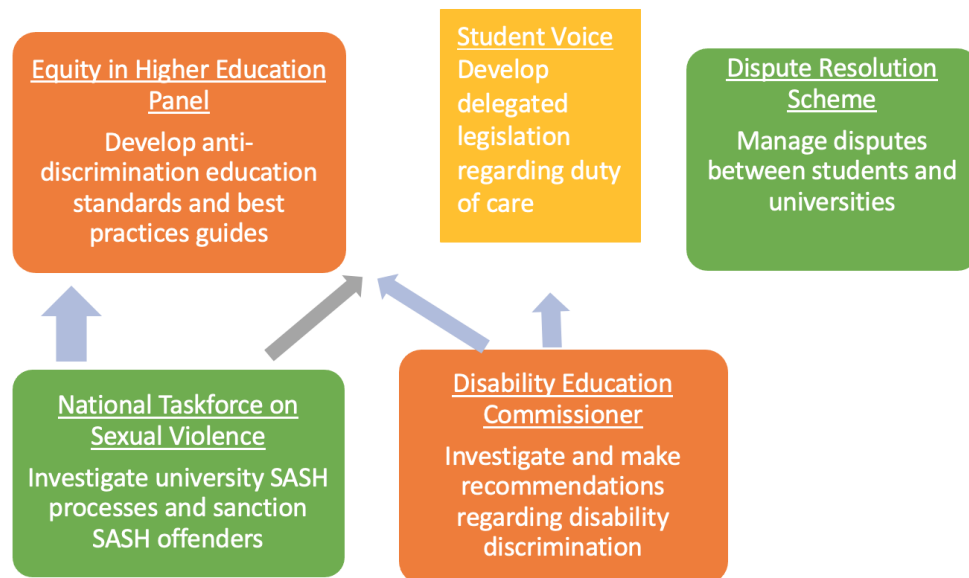 Equity in Higher Education
Panel
Develop anti-
discrimination education
standards and best
practices guides
Student Voice
Develop
delegated
legislation
regarding duty
of care
Dispute Resolution
Scheme
Manage disputes
between students and
universities
National Taskforce on
Sexual Violence
Investigate university SASH
processes and sanction
SASH offenders
Disability Education
Commissioner
Investigate and make
recommendations
regarding disability
discrimination